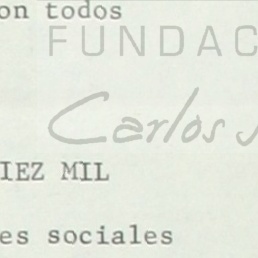 on todos
FUNDAC
Carlos
IEZ MIL
es sociales